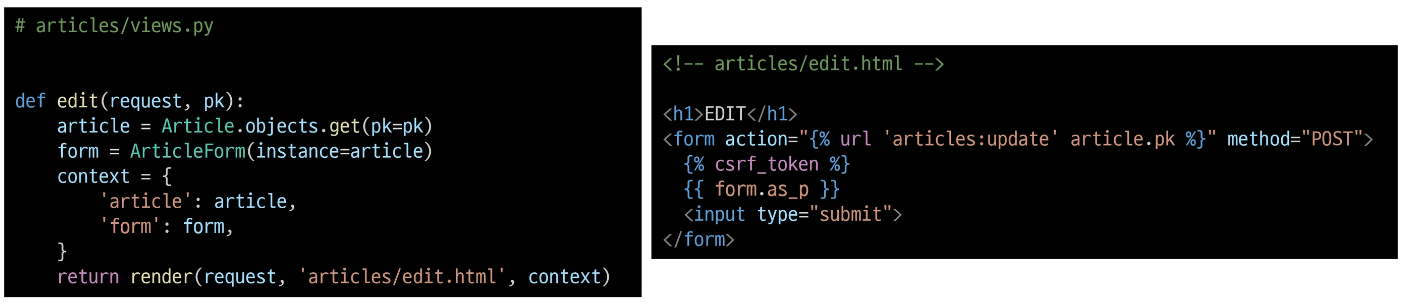 # articles/views.py
def edit(request, pk):
    article = Article.objects.get(pk=pk)
    form = ArticleForm(instance=article)
    context = {
        'article': article,
        'form': form,
    }
    return render(request, 'articles/edit.html', context)
<!-- articles/edit.html -->
<h1>EDIT</h1>
<form action="{% url 'articles:update' article.pk %}" method="POST">
  {% csrf_token %}
  {{ form.as_p }}
  <input type="submit">
</form>